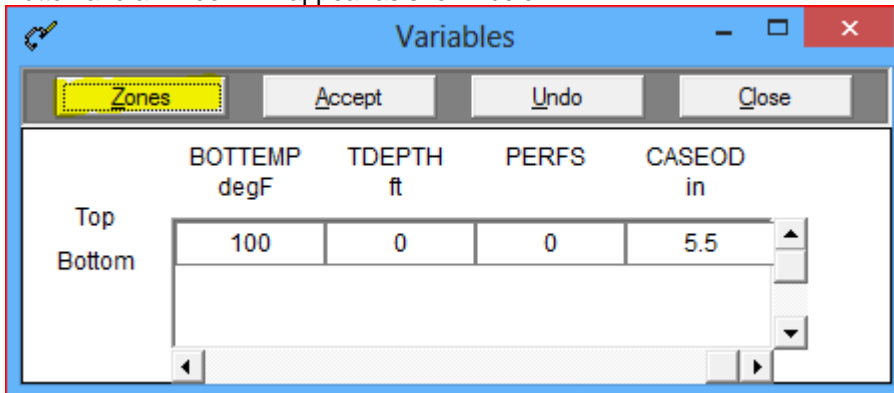 Variables
Zones Accept Undo Close
BOTTEMP TDEPTH PERFS CASEOD
degF ft in
Top
100 0 0 5.5
Bottom